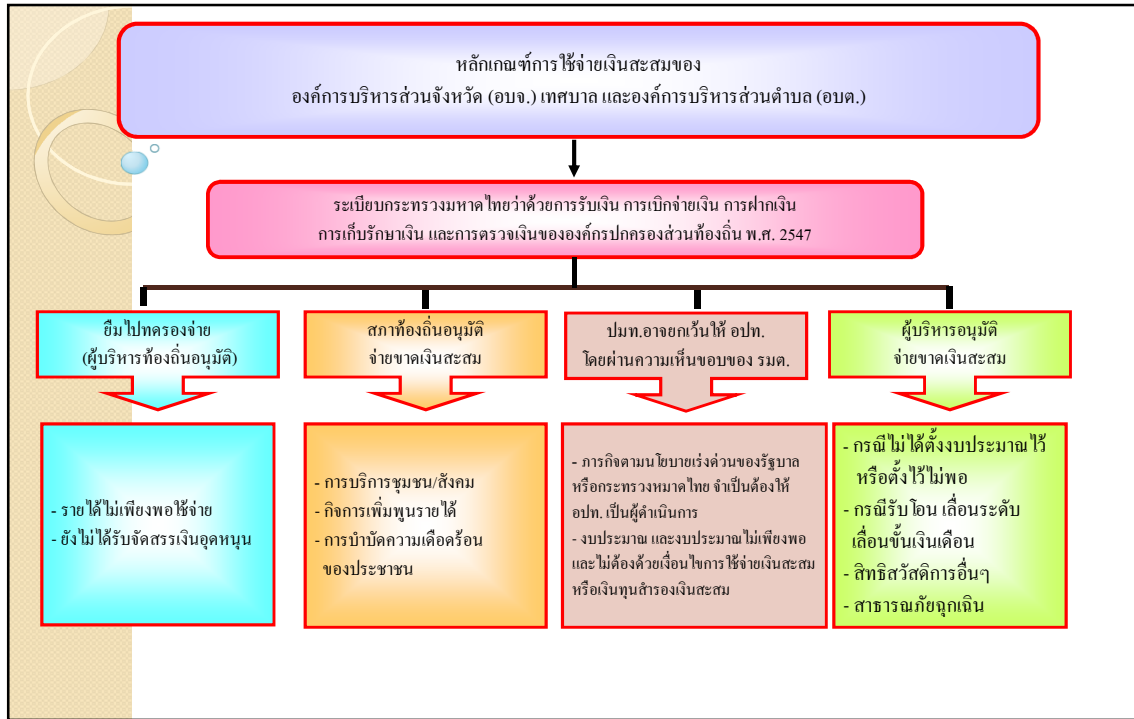 หลักเกณฑ์การใช้จ่ายเงินสะสมของ
องค์การบริหารส่วนจังหวัด (อบจ.) เทศบาล และองค์การบริหารส่วนตำบล (อบต.)
ระเบียบกระทรวงมหาดไทยว่าด้วยการรับเงิน การเบิกจ่ายเงิน การฝากเงิน
การเก็บรักษาเงิน และการตรวจเงินขององค์กรปกครองส่วนท้องถิ่น พ.ศ. 2547
ยืมไปทดรองจ่าย
(ผู้บริหารท้องถิ่นอนุมัติ)
- รายได้ไม่เพียงพอใช้จ่าย
- ยังไม่ได้รับจัดสรรเงินอุดหนุน
สภาท้องถิ่นอนุมัติ
จ่ายขาดเงินสะสม
- การบริการชุมชน/สังคม
- กิจการเพิ่มพูนรายได้
- การบำบัดความเดือดร้อน
ของประชาชน
ปมท.อาจยกเว้นให้ อปท.
โดยผ่านความเห็นขอบของ รมต.
- ภารกิจตามนโยบายเร่งด่วนของรัฐบาล
หรือกระทรวงหมาดไทย จำเป็นต้องให้
อปท. เป็นผู้ดำเนินการ
- งบประมาณ และงบประมาณไม่เพียงพอ
และไม่ต้องด้วยเงื่อนไขการใช้จ่ายเงินสะสม
หรือเงินทุนสำรองเงินสะสม
ผู้บริหารอนุมัติ
จ่ายขาดเงินสะสม
- กรณีไม่ได้ตั้งงบประมาณไว้
หรือตั้งไว้ไม่พอ
- กรณีรับโอน เลื่อนระดับ
เลื่อนขั้นเงินเดือน
- สิทธิสวัสดิการอื่นๆ
- สาธารณภัยฉุกเฉิน